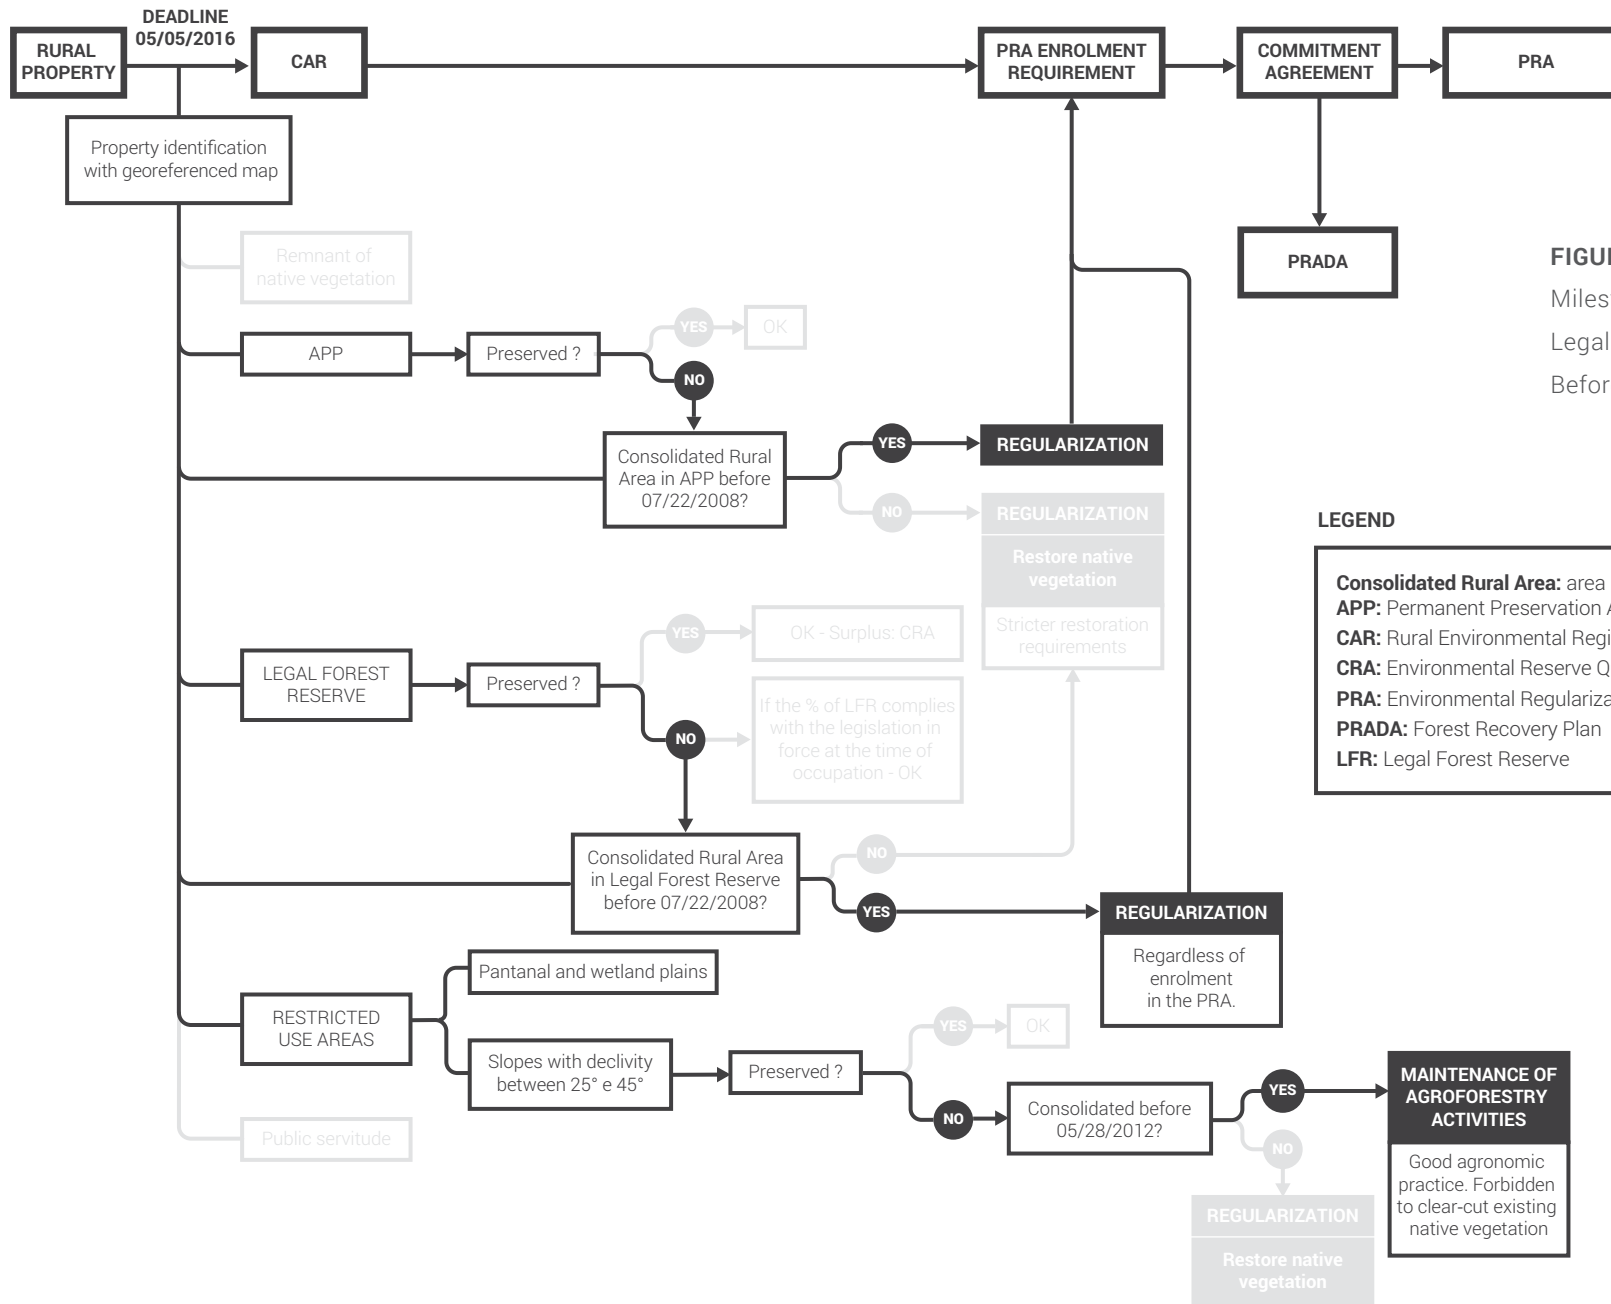 DEADLINE
05/05/2016
RURAL
PROPERTY
CAR
PRA ENROLMENT
REQUIREMENT
COMMITMENT
AGREEMENT
PRA
Property identification
with georeferenced map
PRADA
FIGU
Miles
Legal
Befor
Remnant of
native vegetation
APP
Preserved ?
YES
OK
NO
Consolidated Rural
Area in APP before
07/22/2008?
YES
REGULARIZATION
NO
REGULARIZATION
Restore native
vegetation
Stricter restoration
requirements
LEGEND
Consolidated Rural Area: area
APP: Permanent Preservation A
CAR: Rural Environmental Regi
CRA: Environmental Reserve Q
PRA: Environmental Regulariza
PRADA: Forest Recovery Plan
LFR: Legal Forest Reserve
LEGAL FOREST
RESERVE
Preserved ?
YES
OK - Surplus: CRA
NO
If the % of LFR complies
with the legislation in
force at the time of
occupation - OK
Consolidated Rural Area
in Legal Forest Reserve
before 07/22/2008?
NO
YES
REGULARIZATION
Regardless of
enrolment
in the PRA.
RESTRICTED
USE AREAS
Pantanal and wetland plains
Slopes with declivity
between 25° e 45°
Preserved ?
YES
OK
NO
Consolidated before
05/28/2012?
YES
MAINTENANCE OF
AGROFORESTRY
ACTIVITIES
Good agronomic
practice. Forbidden
to clear-cut existing
native vegetation
NO
REGULARIZATION
Restore native
vegetation
Public servitude